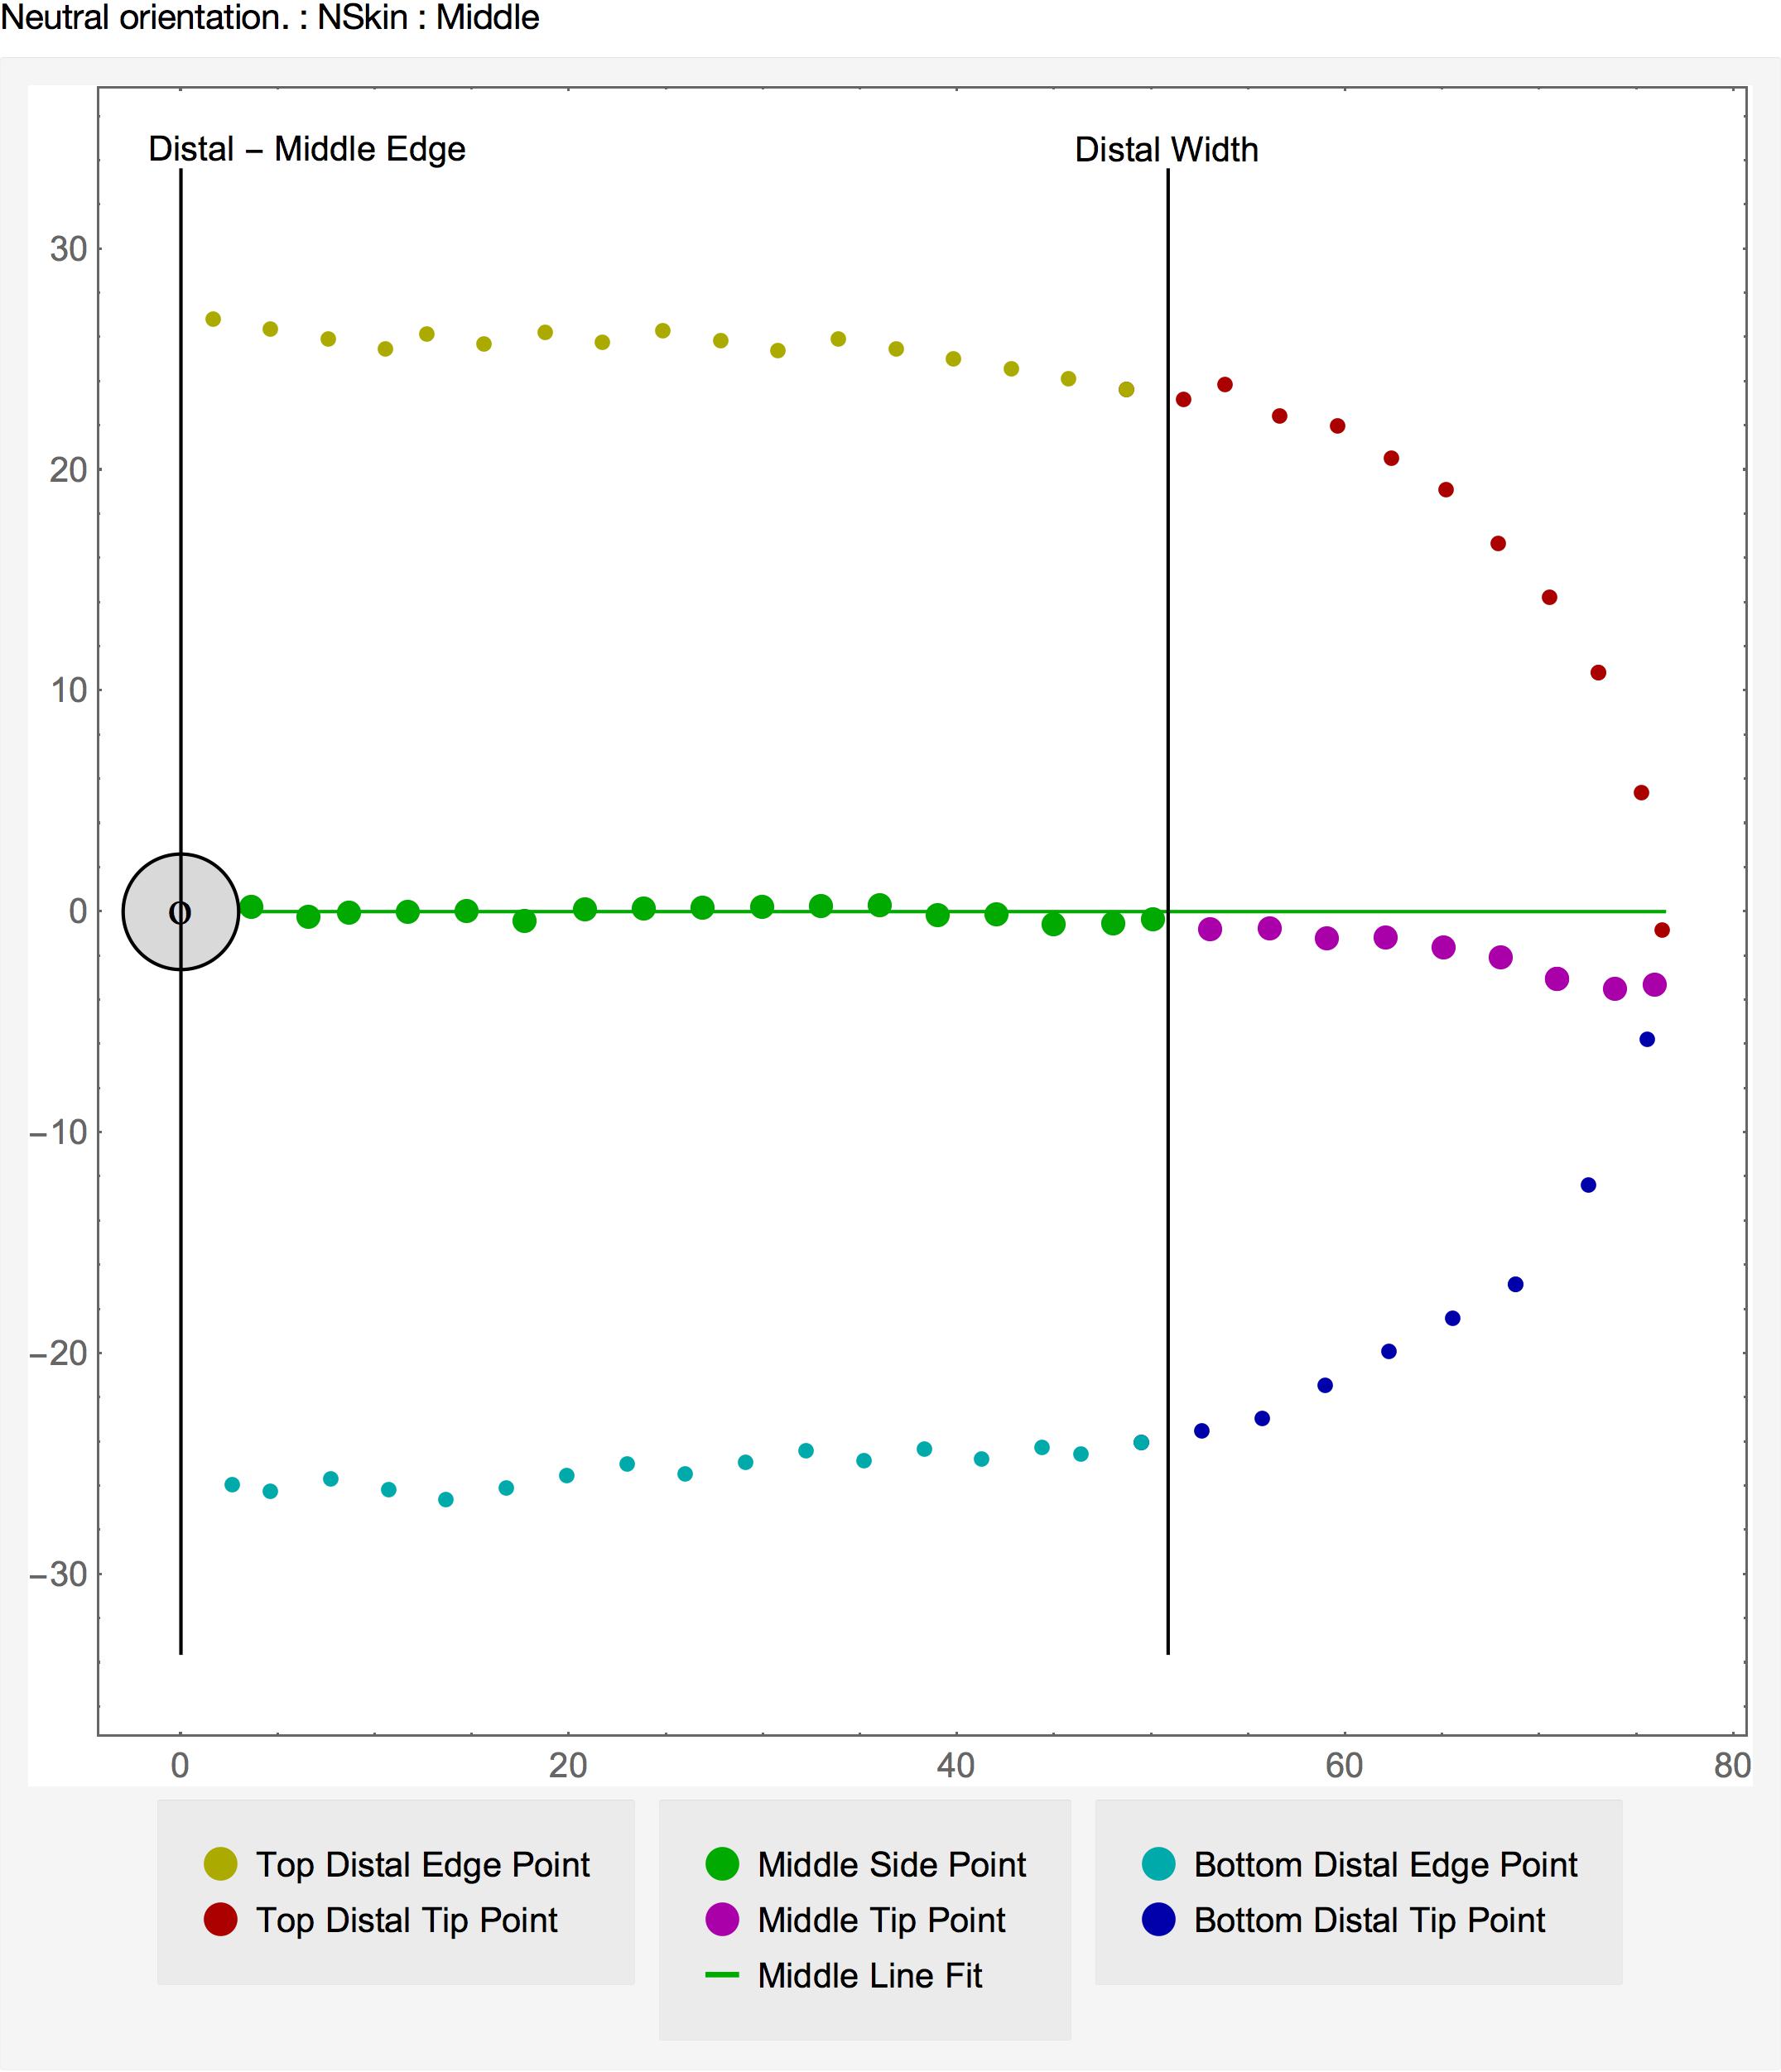 Neutral orientation. : NSkin : Middle
Distal – Middle Edge
Distal Width
30
20
10
0
−10
−20
−30
O
0
20
40
60
80
Top Distal Edge Point
Top Distal Tip Point
Middle Side Point
Middle Tip Point
Middle Line Fit
Bottom Distal Edge Point
Bottom Distal Tip Point